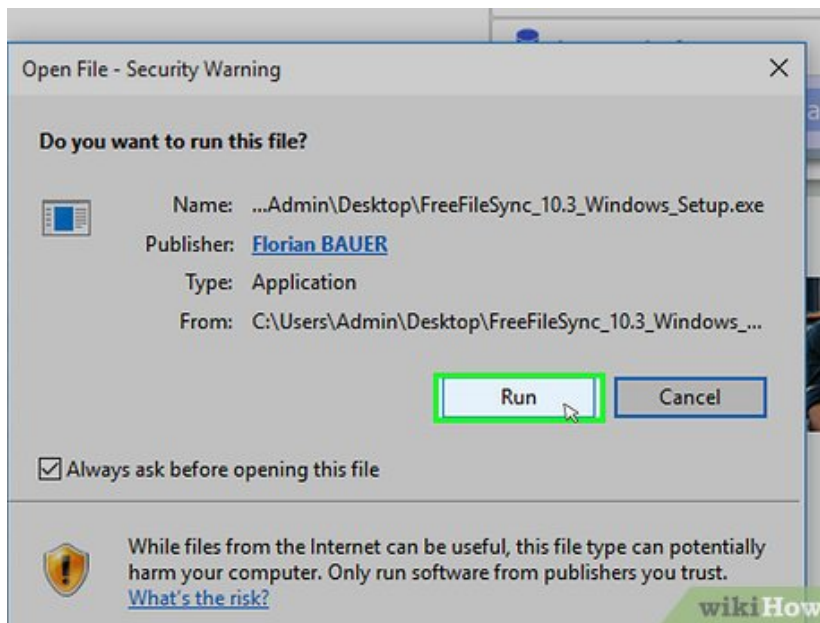 Open File - Security Warning
Do you want to run this file?
Name: ...Admin\Desktop\FreeFileSync_10.3_Windows_Setup.exe
Publisher: Florian BAUER
Type: Application
From: C:\Users\Admin\Desktop\FreeFileSync_10.3_Windows_...
Run Cancel
Always ask before opening this file
While files from the Internet can be useful, this file type can potentially
harm your computer. Only run software from publishers you trust.
What's the risk?
wikiHow